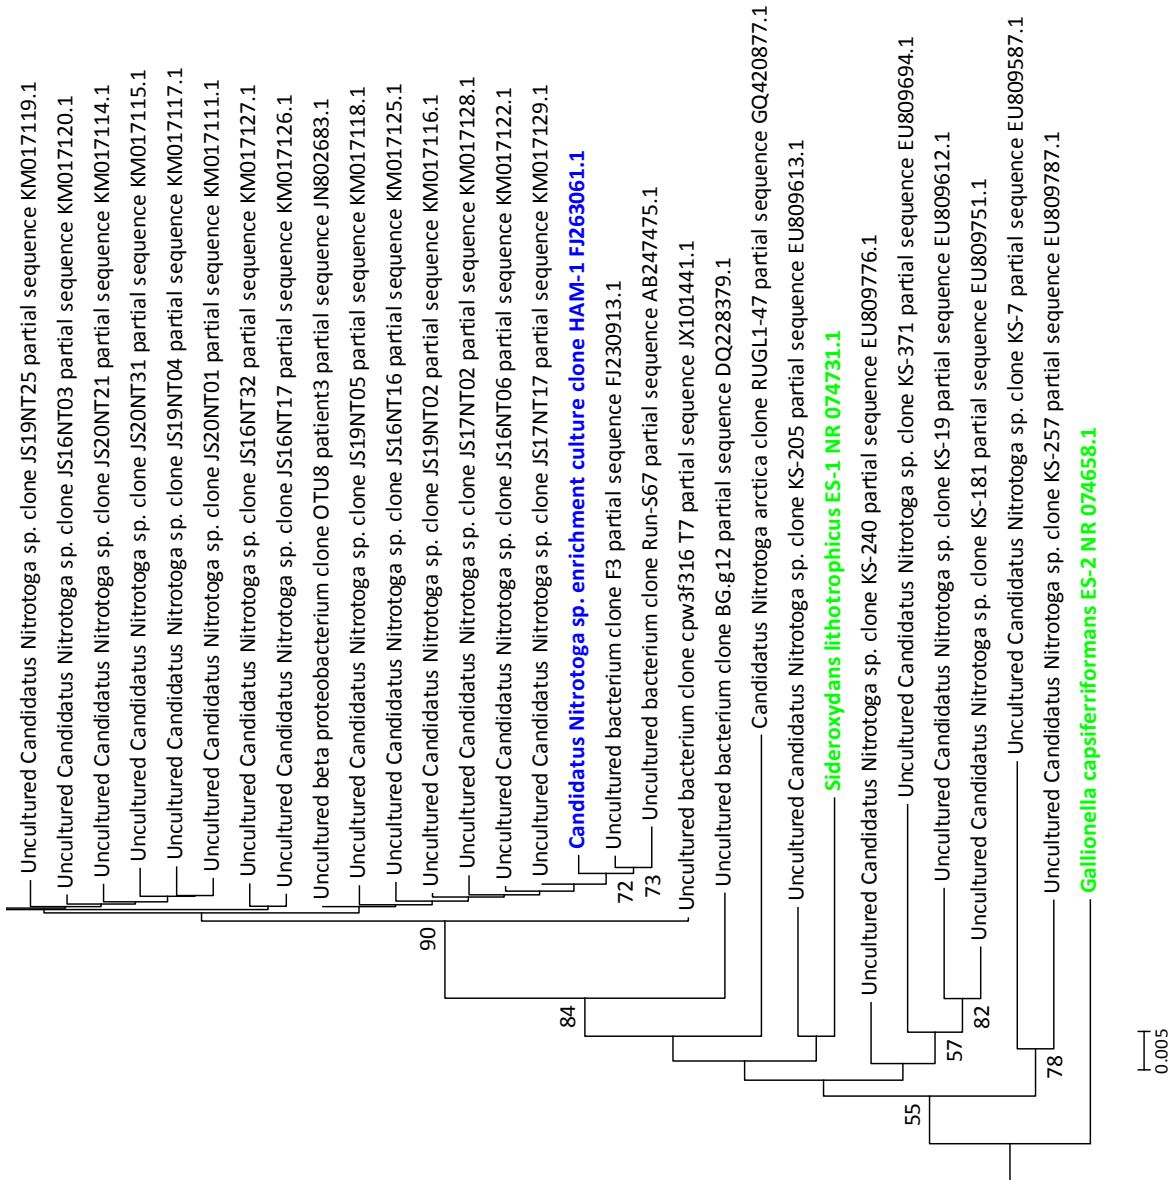 Uncultured Candidatus Nitrotoga sp. clone JS19NT25 partial sequence KM017119.1
Uncultured Candidatus Nitrotoga sp. clone JS16NT03 partial sequence KM017120.1
Uncultured Candidatus Nitrotoga sp. clone JS20NT21 partial sequence KM017114.1
Uncultured Candidatus Nitrotoga sp. clone JS20NT31 partial sequence KM017115.1
Uncultured Candidatus Nitrotoga sp. clone JS19NT04 partial sequence KM017117.1
Uncultured Candidatus Nitrotoga sp. clone JS20NT01 partial sequence KM017111.1
Uncultured Candidatus Nitrotoga sp. clone JS16NT32 partial sequence KM017127.1
Uncultured Candidatus Nitrotoga sp. clone JS16NT17 partial sequence KM017126.1
Uncultured beta proteobacterium clone OTU8 patient3 partial sequence JN802683.1
Uncultured Candidatus Nitrotoga sp. clone JS19NT05 partial sequence KM017118.1
Uncultured Candidatus Nitrotoga sp. clone JS16NT16 partial sequence KM017125.1
Uncultured Candidatus Nitrotoga sp. clone JS19NT02 partial sequence KM017116.1
Uncultured Candidatus Nitrotoga sp. clone JS17NT02 partial sequence KM017128.1
Uncultured Candidatus Nitrotoga sp. clone JS16NT06 partial sequence KM017122.1
Uncultured Candidatus Nitrotoga sp. clone JS17NT17 partial sequence KM017129.1
Candidatus Nitrotoga sp. enrichment culture clone HAM-1 FJ263061.1
Uncultured bacterium clone F3 partial sequence FJ230913.1
Uncultured bacterium clone Run-S67 partial sequence AB247475.1
Uncultured bacterium clone cpw3f316 T7 partial sequence JX101441.1
Uncultured bacterium clone BG.g12 partial sequence DQ228379.1
Candidatus Nitrotoga arctica clone RUGL1-47 partial sequence GQ420877.1
Uncultured Candidatus Nitrotoga sp. clone KS-205 partial sequence EU809613.1
Sideroxydans lithotrophicus ES-1 NR 074731.1
Uncultured Candidatus Nitrotoga sp. clone KS-240 partial sequence EU809776.1
Uncultured Candidatus Nitrotoga sp. clone KS-371 partial sequence EU809694.1
Uncultured Candidatus Nitrotoga sp. clone KS-19 partial sequence EU809612.1
Uncultured Candidatus Nitrotoga sp. clone KS-181 partial sequence EU809751.1
Uncultured Candidatus Nitrotoga sp. clone KS-7 partial sequence EU809587.1
Uncultured Candidatus Nitrotoga sp. clone KS-257 partial sequence EU809787.1
Gallionella capsiferriformans ES-2 NR 074658.1
90
72
73
84
82
57
78
55
0.005